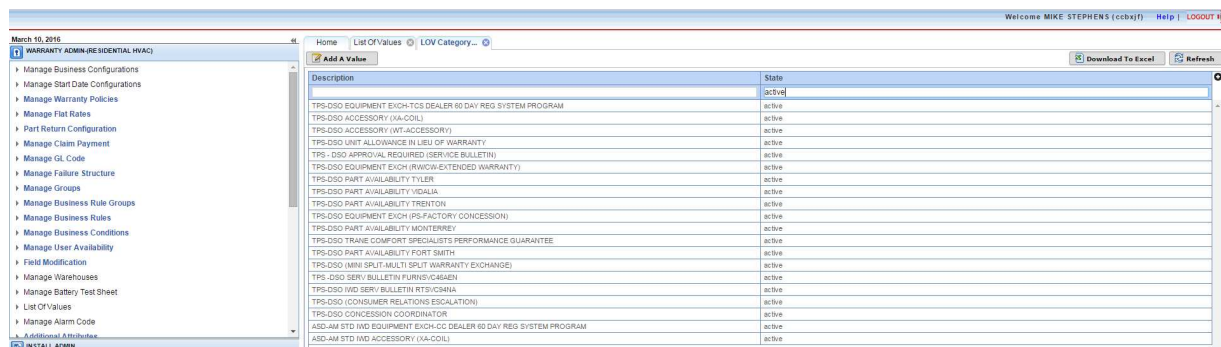 Welcome MIKE STEPHENS (ccbxjf) Help | LOGOUT
March 10, 2016
WARRANTY ADMIN-(RESIDENTIAL HVAC)
Manage Business Configurations
Manage Start Date Configurations
Manage Warranty Policies
Manage Flat Rates
Part Return Configuration
Manage Claim Payment
Manage GL Code
Manage Failure Structure
Manage Groups
Manage Business Rule Groups
Manage Business Rules
Manage Business Conditions
Manage User Availability
Field Modification
Manage Warehouses
Manage Battery Test Sheet
List Of Values
Manage Alarm Code
Additional Attributes
INSTALL ADMIN
Home List Of Values LOV Category...
Add A Value Download To Excel Refresh
Description State
active
TPS-DSO EQUIPMENT EXCH-TCS DEALER 60 DAY REG SYSTEM PROGRAM active
TPS-DSO ACCESSORY (XA-COIL) active
TPS-DSO ACCESSORY (WT-ACCESSORY) active
TPS-DSO UNIT ALLOWANCE IN LIEU OF WARRANTY active
TPS - DSO APPROVAL REQUIRED (SERVICE BULLETIN) active
TPS-DSO EQUIPMENT EXCH (RW/CW-EXTENDED WARRANTY) active
TPS-DSO PART AVAILABILITY TYLER active
TPS-DSO PART AVAILABILITY VIDALIA active
TPS-DSO PART AVAILABILITY TRENTON active
TPS-DSO EQUIPMENT EXCH (PS-FACTORY CONCESSION) active
TPS-DSO PART AVAILABILITY MONTERREY active
TPS-DSO TRANE COMFORT SPECIALISTS PERFORMANCE GUARANTEE active
TPS-DSO PART AVAILABILITY FORT SMITH active
TPS-DSO (MINI SPLIT-MULTI SPLIT WARRANTY EXCHANGE) active
TPS -DSO SERV BULLETIN FURNSVC46AEN active
TPS-DSO IWD SERV BULLETIN RTSVC94NA active
TPS-DSO (CONSUMER RELATIONS ESCALATION) active
TPS-DSO CONCESSION COORDINATOR active
ASD-AM STD IWD EQUIPMENT EXCH-CC DEALER 60 DAY REG SYSTEM PROGRAM active
ASD-AM STD IWD ACCESSORY (XA-COIL) active